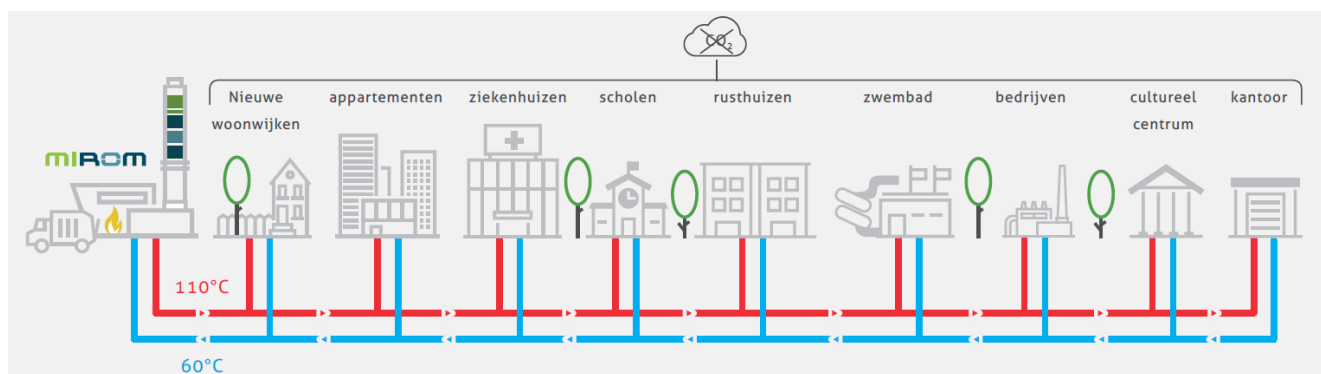 CO₂
Nieuwe
woonwijken
appartementen
ziekenhuizen
scholen
rusthuizen
zwembad
bedrijven
cultureel
centrum
kantoor
MIROM
110°C
60°C